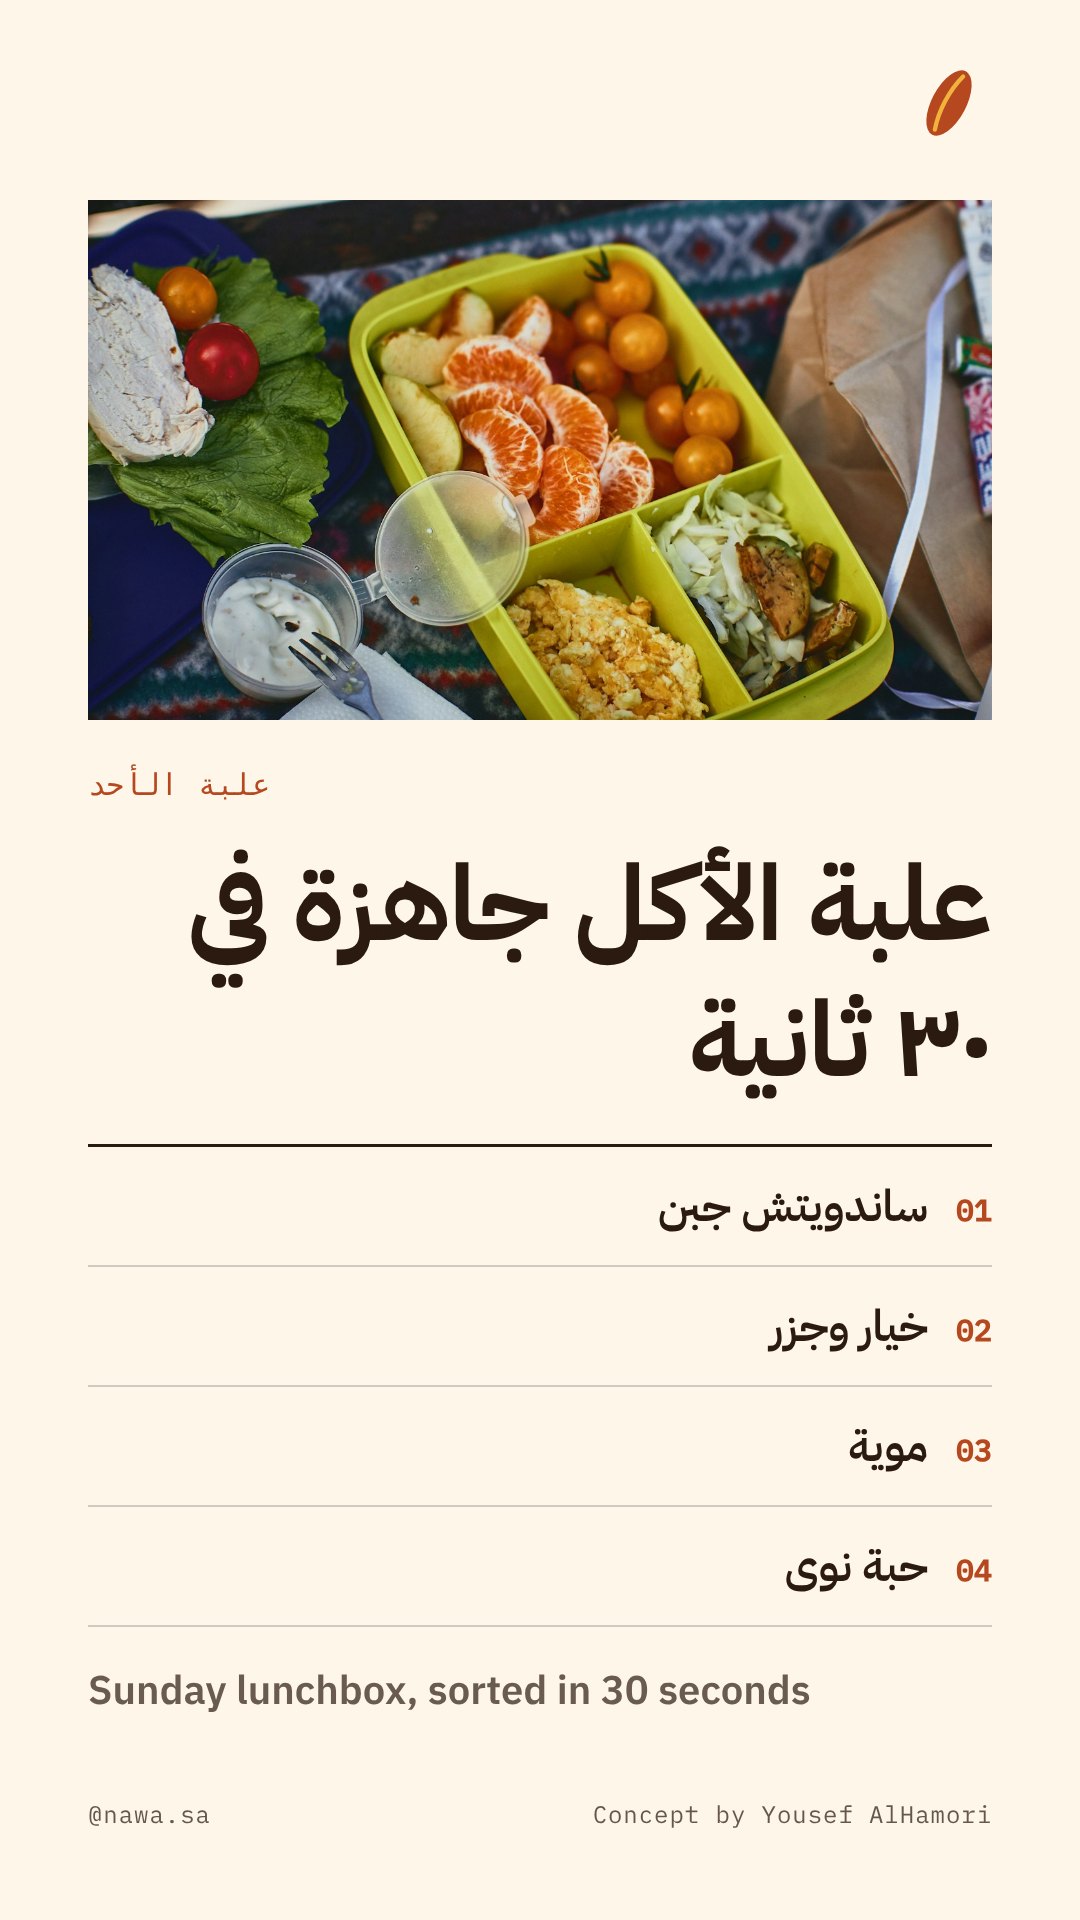 علبة الأحد
علبة الأكل جاهزة في
٣٠ ثانية
01 ساندويتش جبن
02 خيار وجزر
03 موية
04 حبة نوى
Sunday lunchbox, sorted in 30 seconds
@nawa.sa
Concept by Yousef AlHamori